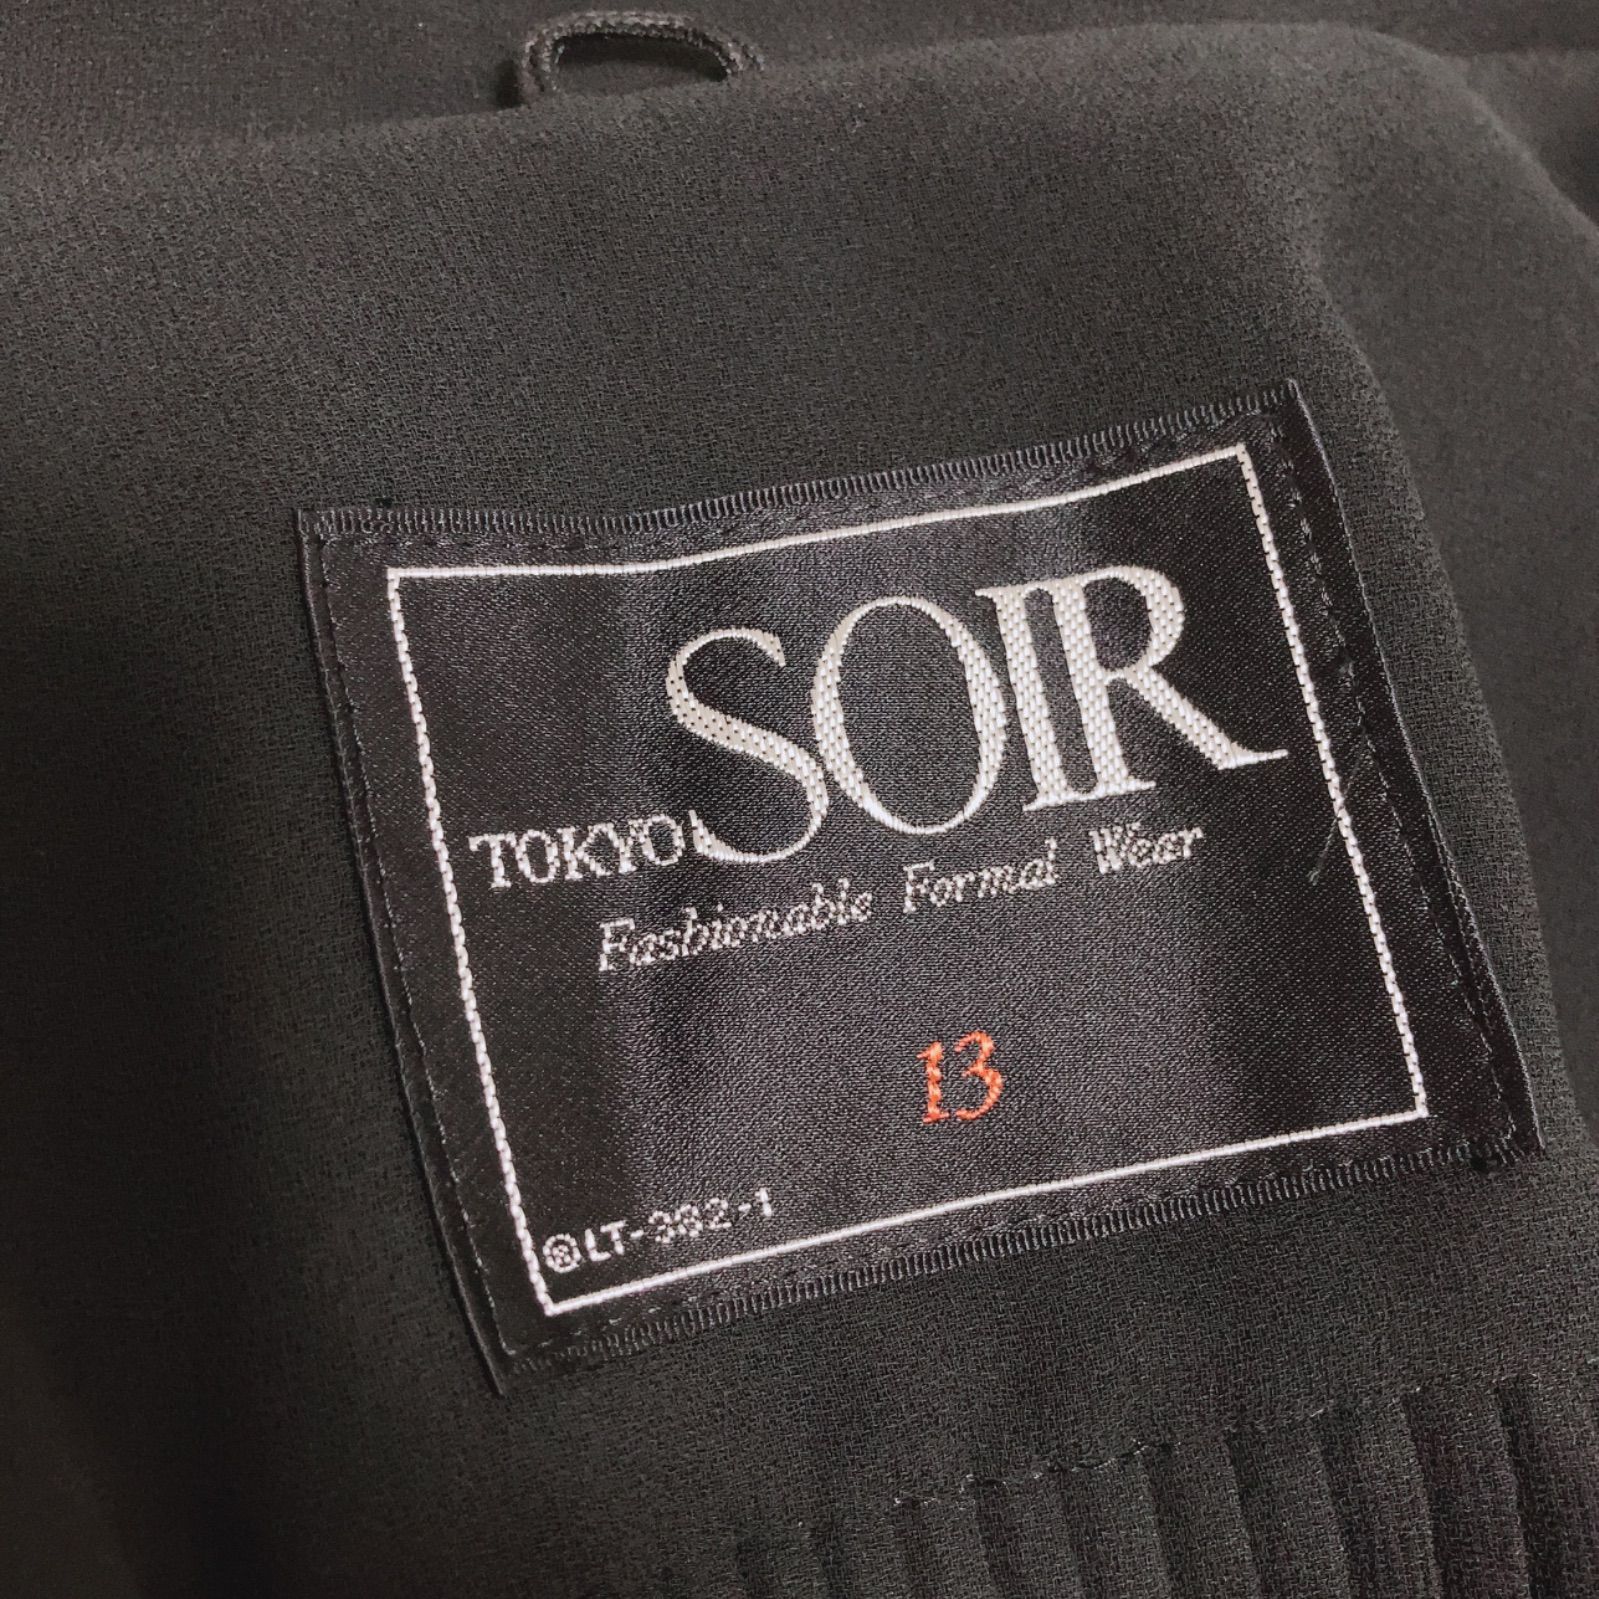 TOKYO SOIR
Fashionable Formal Wear
13
®LT-382-1